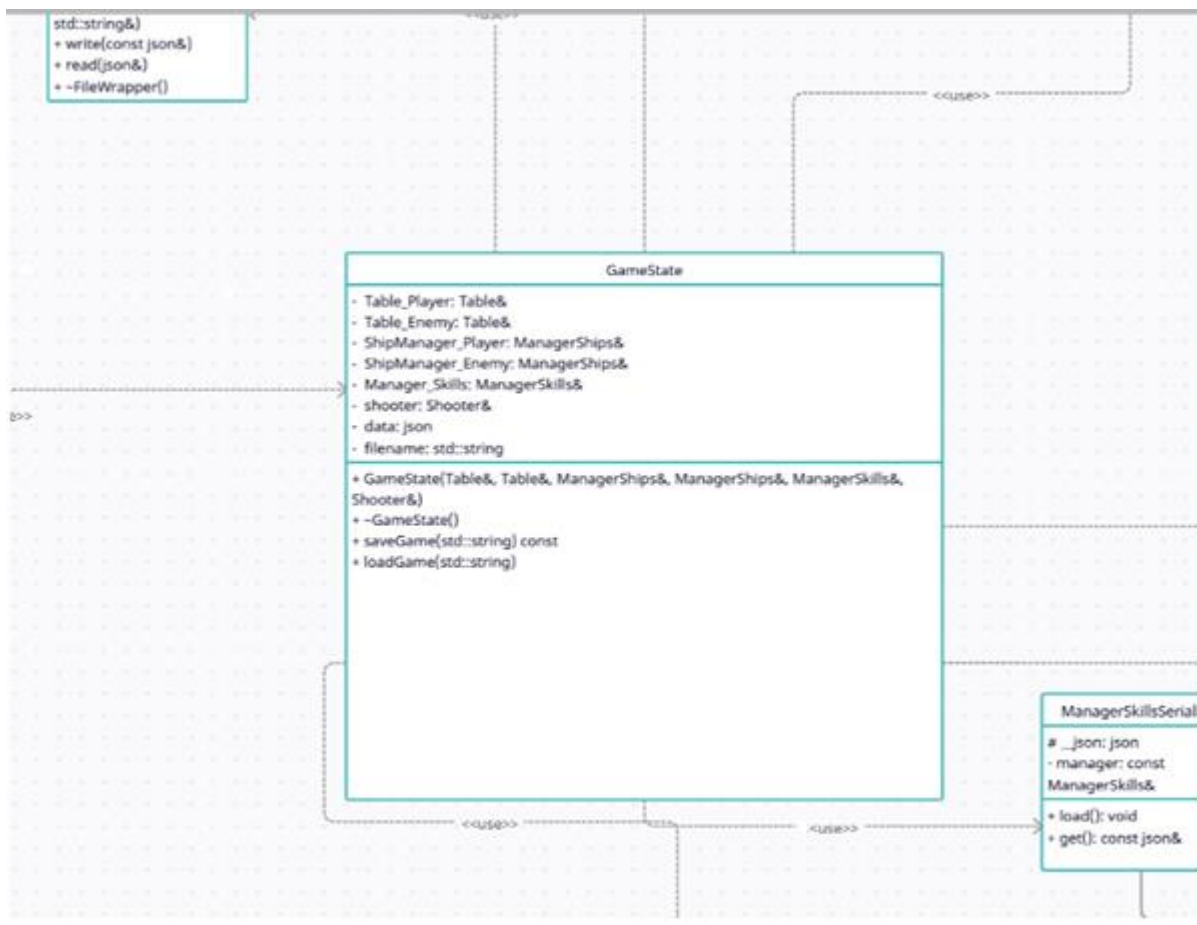 std::string&)
+ write(const json&)
+ read(json&)
+ ~FileWrapper()
<<use>>
<<use>>
GameState
- Table_Player: Table&
- Table_Enemy: Table&
- ShipManager_Player: ManagerShips&
- ShipManager_Enemy: ManagerShips&
- Manager_Skills: ManagerSkills&
- shooter: Shooter&
- data: json
- filename: std::string
+ GameState(Table&, Table&, ManagerShips&, ManagerShips&, ManagerSkills&,
Shooter&)
+ ~GameState()
+ saveGame(std::string) const
+ loadGame(std::string)
e>>
ManagerSkillsSeriali
# __json: json
- manager: const
ManagerSkills&
+ load(): void
+ get(): const json&
<<use>>
<use>>